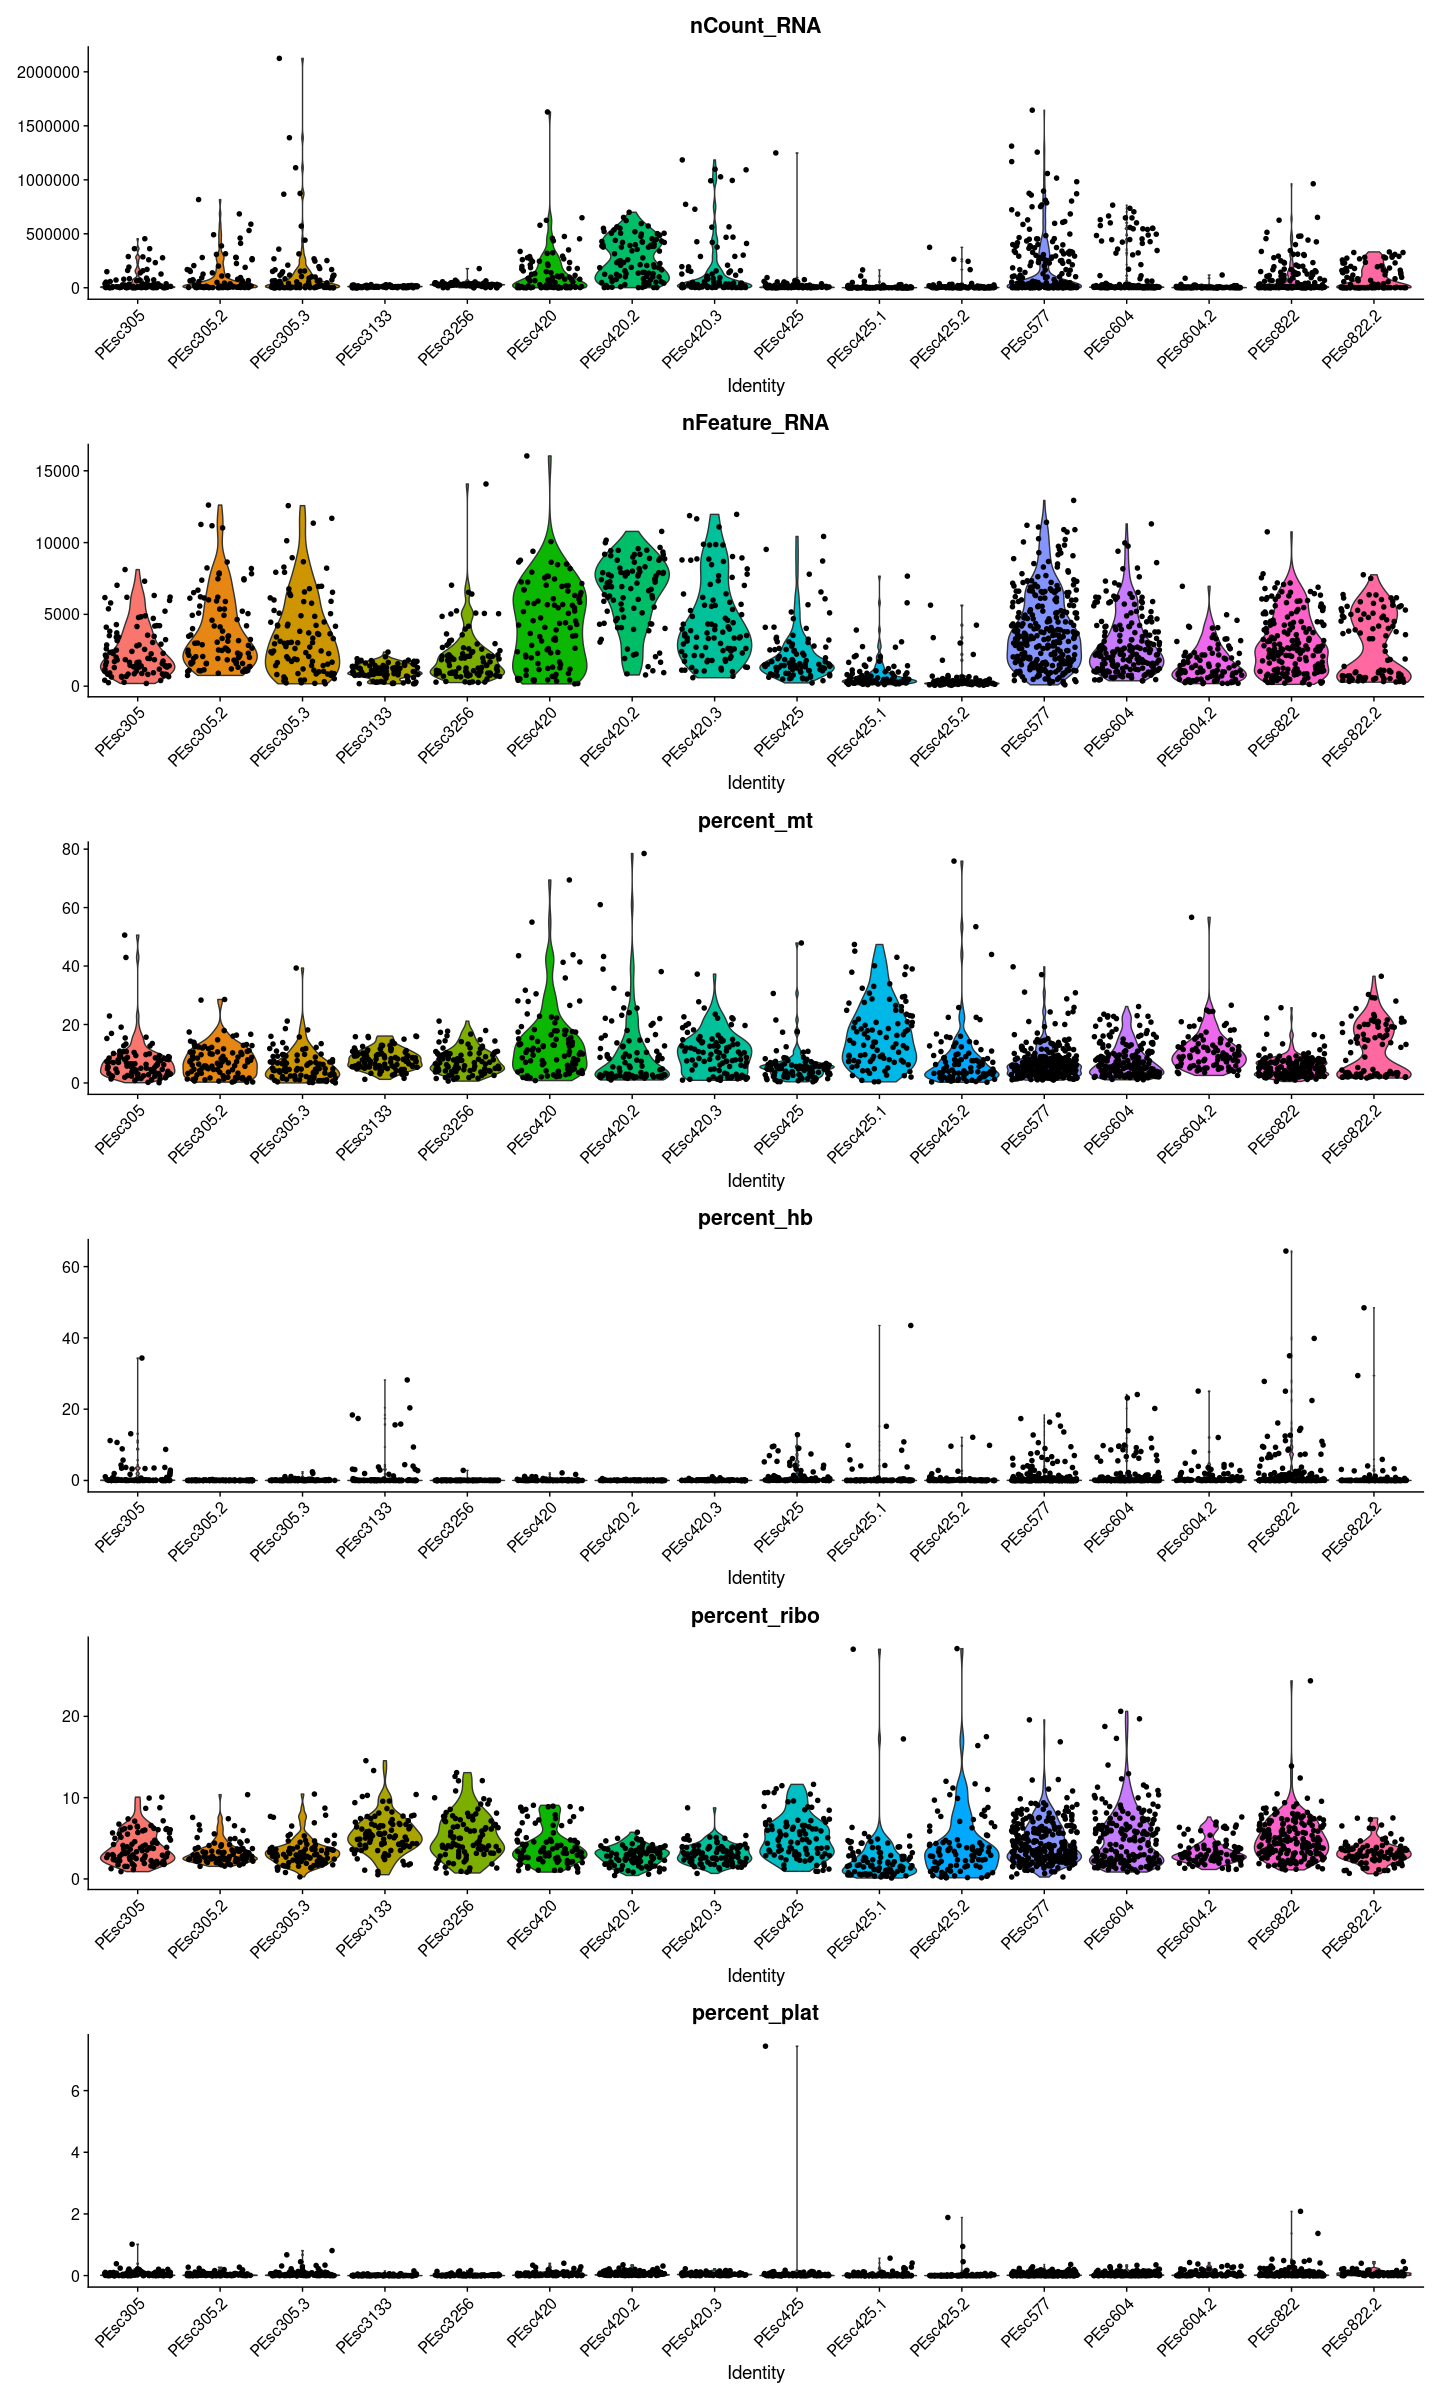 nCount_RNA
2000000
1500000
1000000
500000
0
PEsc305 PEsc305.2 PEsc305.3 PEsc3133 PEsc3256 PEsc420 PEsc420.2 PEsc420.3 PEsc425 PEsc425.1 PEsc425.2 PEsc577 PEsc604 PEsc604.2 PEsc822 PEsc822.2
Identity
nFeature_RNA
15000
10000
5000
0
PEsc305 PEsc305.2 PEsc305.3 PEsc3133 PEsc3256 PEsc420 PEsc420.2 PEsc420.3 PEsc425 PEsc425.1 PEsc425.2 PEsc577 PEsc604 PEsc604.2 PEsc822 PEsc822.2
Identity
percent_mt
80
60
40
20
0
PEsc305 PEsc305.2 PEsc305.3 PEsc3133 PEsc3256 PEsc420 PEsc420.2 PEsc420.3 PEsc425 PEsc425.1 PEsc425.2 PEsc577 PEsc604 PEsc604.2 PEsc822 PEsc822.2
Identity
percent_hb
60
40
20
0
PEsc305 PEsc305.2 PEsc305.3 PEsc3133 PEsc3256 PEsc420 PEsc420.2 PEsc420.3 PEsc425 PEsc425.1 PEsc425.2 PEsc577 PEsc604 PEsc604.2 PEsc822 PEsc822.2
Identity
percent_ribo
20
10
0
PEsc305 PEsc305.2 PEsc305.3 PEsc3133 PEsc3256 PEsc420 PEsc420.2 PEsc420.3 PEsc425 PEsc425.1 PEsc425.2 PEsc577 PEsc604 PEsc604.2 PEsc822 PEsc822.2
Identity
percent_plat
6
4
2
0
PEsc305 PEsc305.2 PEsc305.3 PEsc3133 PEsc3256 PEsc420 PEsc420.2 PEsc420.3 PEsc425 PEsc425.1 PEsc425.2 PEsc577 PEsc604 PEsc604.2 PEsc822 PEsc822.2
Identity